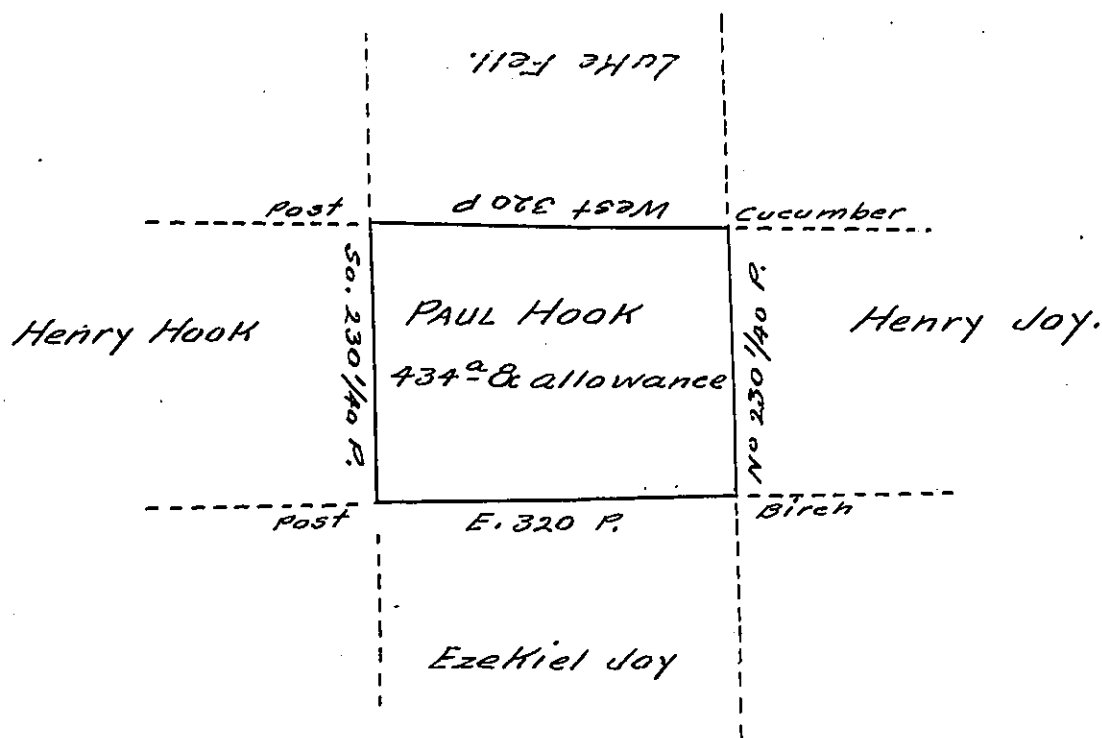 Luke Fell.
Post
West 320 P
Cucumber
So. 230 1/40 P.
No 230 1/40 P.
Henry Hook
PAUL HOOK
434 a & allowance
Henry Joy.
Post
E. 320 P.
Birch
Ezekiel Joy